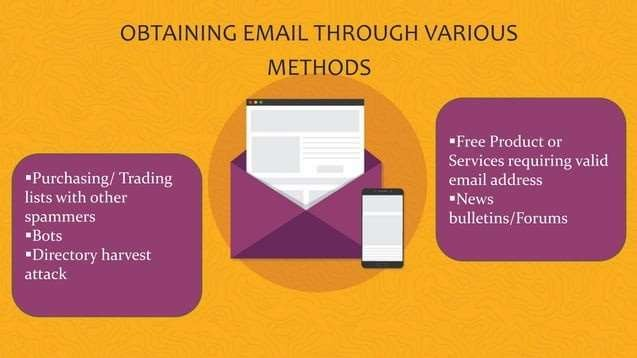 OBTAINING EMAIL THROUGH VARIOUS
METHODS
▪Purchasing/ Trading
lists with other
spammers
▪Bots
▪Directory harvest
attack
▪Free Product or
Services requiring valid
email address
▪News
bulletins/Forums